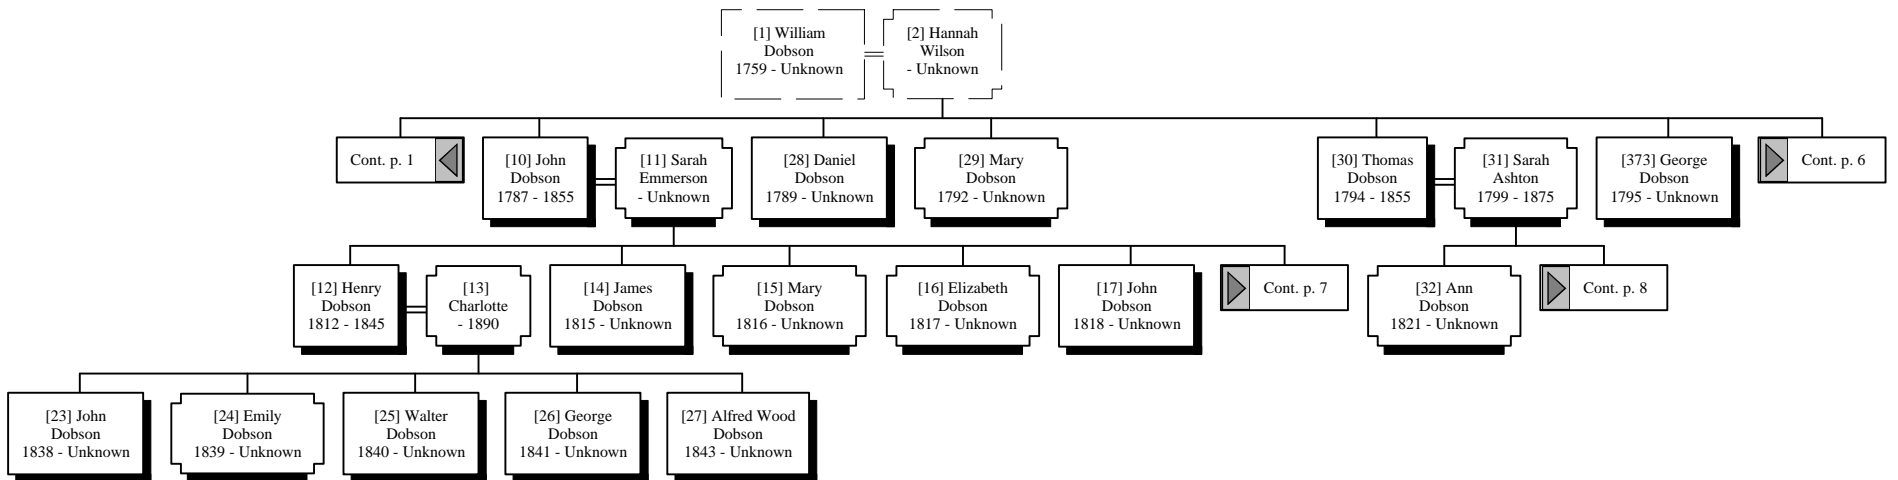 [1] William
Dobson
1759 - Unknown
[2] Hannah
Wilson
- Unknown
Cont. p. 1
[10] John
Dobson
1787 - 1855
[11] Sarah
Emmerson
- Unknown
[28] Daniel
Dobson
1789 - Unknown
[29] Mary
Dobson
1792 - Unknown
[30] Thomas
Dobson
1794 - 1855
[31] Sarah
Ashton
1799 - 1875
[373] George
Dobson
1795 - Unknown
Cont. p. 6
[12] Henry
Dobson
1812 - 1845
[13]
Charlotte
- 1890
[14] James
Dobson
1815 - Unknown
[15] Mary
Dobson
1816 - Unknown
[16] Elizabeth
Dobson
1817 - Unknown
[17] John
Dobson
1818 - Unknown
Cont. p. 7
[32] Ann
Dobson
1821 - Unknown
Cont. p. 8
[23] John
Dobson
1838 - Unknown
[24] Emily
Dobson
1839 - Unknown
[25] Walter
Dobson
1840 - Unknown
[26] George
Dobson
1841 - Unknown
[27] Alfred Wood
Dobson
1843 - Unknown